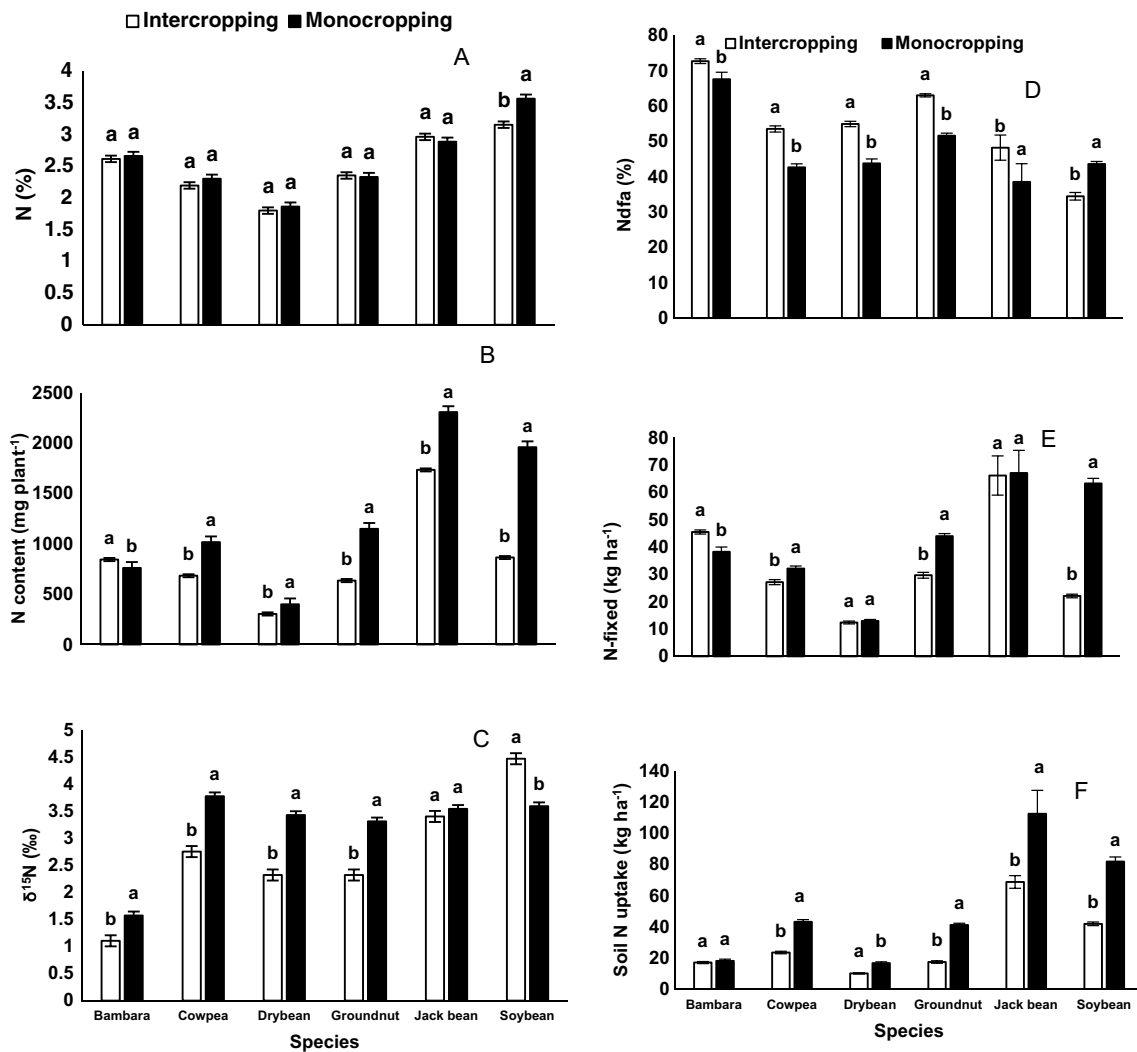 Intercropping Monocropping
A
N (%)
4
3.5
3
2.5
2
1.5
1
0.5
0
a a a a a a a a a a b a
B
N content (mg plant-1)
2500
2000
1500
1000
500
0
a b b a b a b a b a b a
C
δ15N (‰)
5
4.5
4
3.5
3
2.5
2
1.5
1
0.5
0
b a b a b a b a a a a b
Bambara Cowpea Drybean Groundnut Jack bean Soybean
Species
Intercropping Monocropping
D
Ndfa (%)
80
70
60
50
40
30
20
10
0
a b a b a b a b b a b a
E
N-fixed (kg ha-1)
80
70
60
50
40
30
20
10
0
a b b a a a b a a a b a
F
Soil N uptake (kg ha-1)
140
120
100
80
60
40
20
0
a a b a a b b a b a b a
Bambara Cowpea Drybean Groundnut Jack bean Soybean
Species